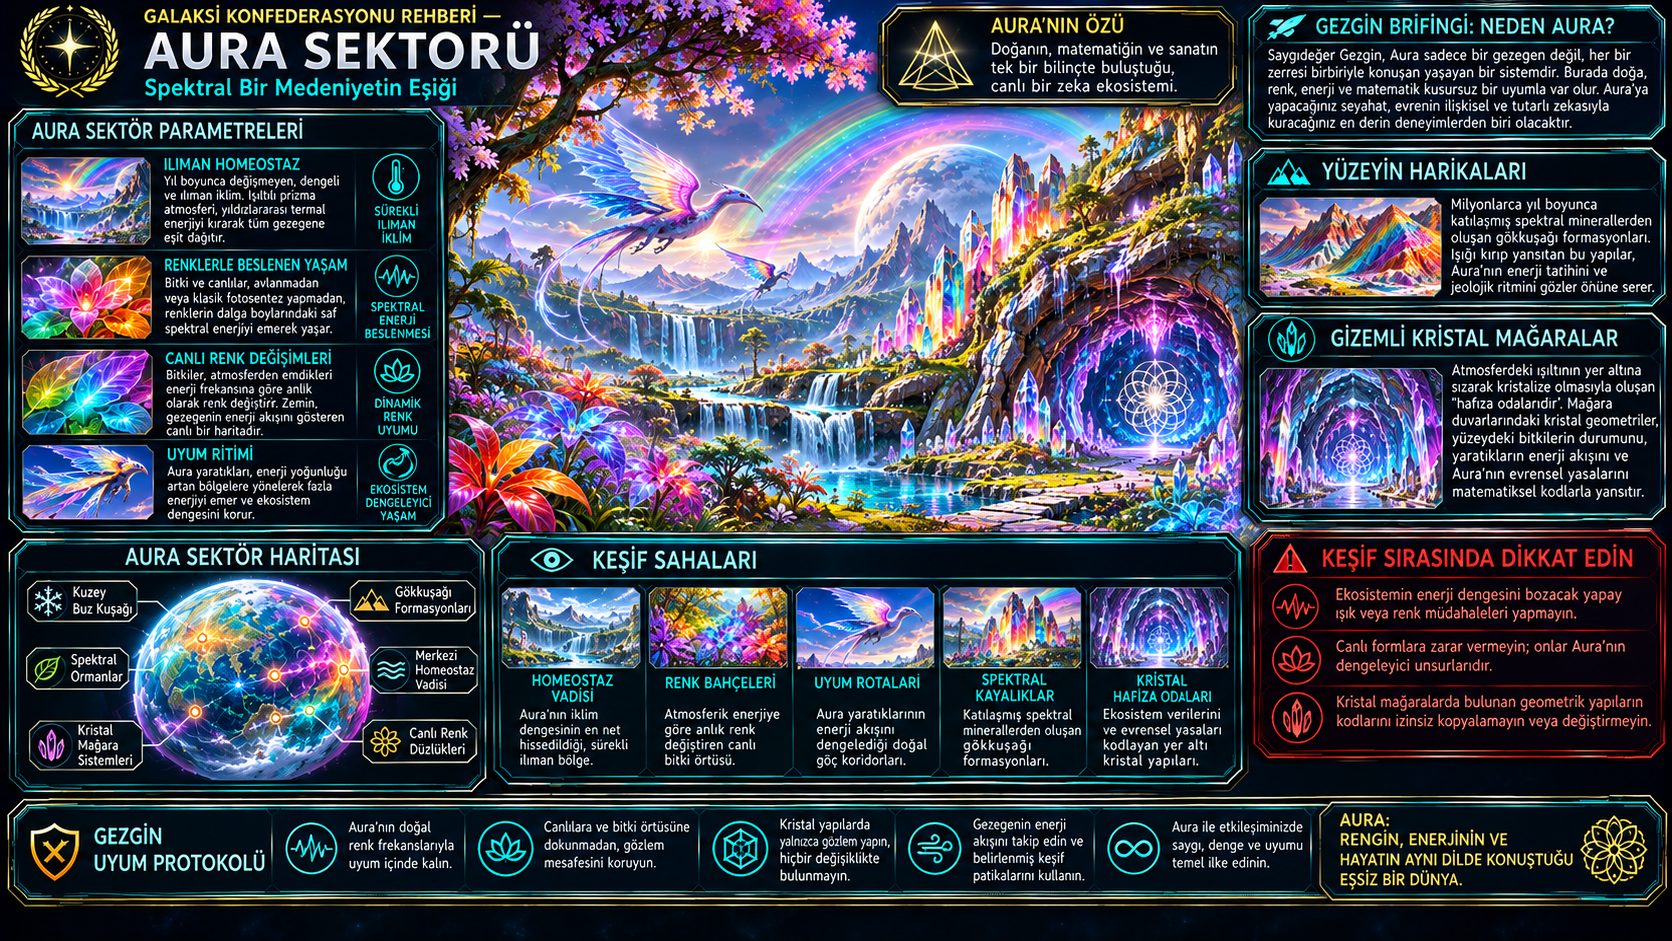 GALAKSİ KONFEDERASYONU REHBERİ —
AURA SEKTORÜ
Spektral Bir Medeniyetin Eşiği
AURA'NIN ÖZÜ
Doğanın, matematiğin ve sanatın
tek bir bilinçte buluştuğu,
canlı bir zeka ekosistemi.
GEZGİN BRİFİNGİ: NEDEN AURA?
Saygıdeğer Gezgin, Aura sadece bir gezegen değil, her bir
zerresi birbiriyle konuşan yaşayan bir sistemdir. Burada doğa,
renk, enerji ve matematik kusursuz bir uyumla var olur. Aura'ya
yapacağınız seyahat, evrenin ilişkisel ve tutarlı zekasıyla
kuracağınız en derin deneyimlerden biri olacaktır.
AURA SEKTÖR PARAMETRELERİ
ILIMAN HOMEOSTAZ
Yıl boyunca değişmeyen, dengeli
ve ılıman iklim. Işıltılı prizma
atmosferi, yıldızlararası termal
enerjiyi kırarak tüm gezegene
eşit dağıtır.
SÜREKLİ
ILIMAN
İKLİM
RENKLERLE BESLENEN YAŞAM
Bitki ve canlılar, avlanmadan
veya klasik fotosentez yapmadan,
renklerin dalga boylarındaki saf
spektral enerjiyi emerek yaşar.
SPEKTRAL
ENERJİ
BESLENMESİ
CANLI RENK DEĞİŞİMLERİ
Bitkiler, atmosferden emdikleri
enerji frekansına göre anlık
olarak renk değiştirir. Zemin,
gezegenin enerji akışını gösteren
canlı bir haritadır.
DİNAMİK
RENK
UYUMU
UYUM RİTİMİ
Aura yaratıkları, enerji yoğunluğu
artan bölgelere yönelerek fazla
enerjiyi emer ve ekosistem
dengesini korur.
EKOSİSTEM
DENGELEYİCİ
YAŞAM
YÜZEYİN HARİKALARI
Milyonlarca yıl boyunca
katılaşmış spektral minerallerden
oluşan gökkuşağı formasyonları.
Işığı kırıp yansıtan bu yapılar,
Aura'nın enerji tatihini ve
jeolojik ritmini gözler önüne serer.
GİZEMLİ KRİSTAL MAĞARALAR
Atmosferdeki ışıltının yer altına
sızarak kristalize olmasıyla oluşan
"hafıza odalarıdır'. Mağara
duvarlarındaki kristal geometriler,
yüzeydeki bitkilerin durumunu,
yaratıkların enerji akışını ve
Aura'nın evrensel yasalarını
matematiksel kodlarla yansıtır.
AURA SEKTÖR HARİTASI
Kuzey
Buz Kuşağı
Gökkuşağı
Formasyonları
Spektral
Ormanlar
Merkezi
Homeostaz
Vadisi
Kristal
Mağara
Sistemleri
Canlı Renk
Düzlükleri
KEŞİF SAHALARI
HOMEOSTAZ
VADİSİ
Aura'nın iklim
dengesinin en net
hissedildiği, sürekli
ılıman bölge.
RENK BAHÇELERİ
Atmosferik enerjiye
göre anlık renk
değiştiren canlı
bitki örtüsü.
UYUM ROTALARI
Aura yaratıklarının
enerji akışını
dengelediği doğal
göç koridorları.
SPEKTRAL
KAYALIKLAR
Katılaşmış spektral
minerallerden oluşan
gökkuşağı
formasyonları.
KRİSTAL
HAFIZA ODALARI
Ekosistem verilerini
ve evrensel yasaları
kodlayan yer altı
kristal yapıları.
KEŞİF SIRASINDA DİKKAT EDİN
Ekosistemin enerji dengesini bozacak yapay
ışık veya renk müdahaleleri yapmayın.
Canlı formlara zarar vermeyin; onlar Aura'nın
dengeleyici unsurlarıdır.
Kristal mağaralarda bulunan geometrik yapıların
kodlarını izinsiz kopyalamayın veya değiştirmeyin.
GEZGİN
UYUM PROTOKOLÜ
Aura'nın doğal
renk frekanslarıyla
uyum içinde kalın.
Canlılara ve bitki örtüsüne
dokunmadan, gözlem
mesafesini koruyun.
Kristal yapılarda
yalnızca gözlem yapın,
hiçbir değişiklikte
bulunmayın.
Gezegenin enerji
akışını takip edin ve
belirlenmiş keşif
patikalarını kullanın.
Aura ile etkileşiminizde
saygı, denge ve uyumu
temel ilke edinin.
AURA:
RENGİN, ENERJİNİN VE
HAYATIN AYNI DİLDE KONUŞTUĞU
EŞSİZ BİR DÜNYA.